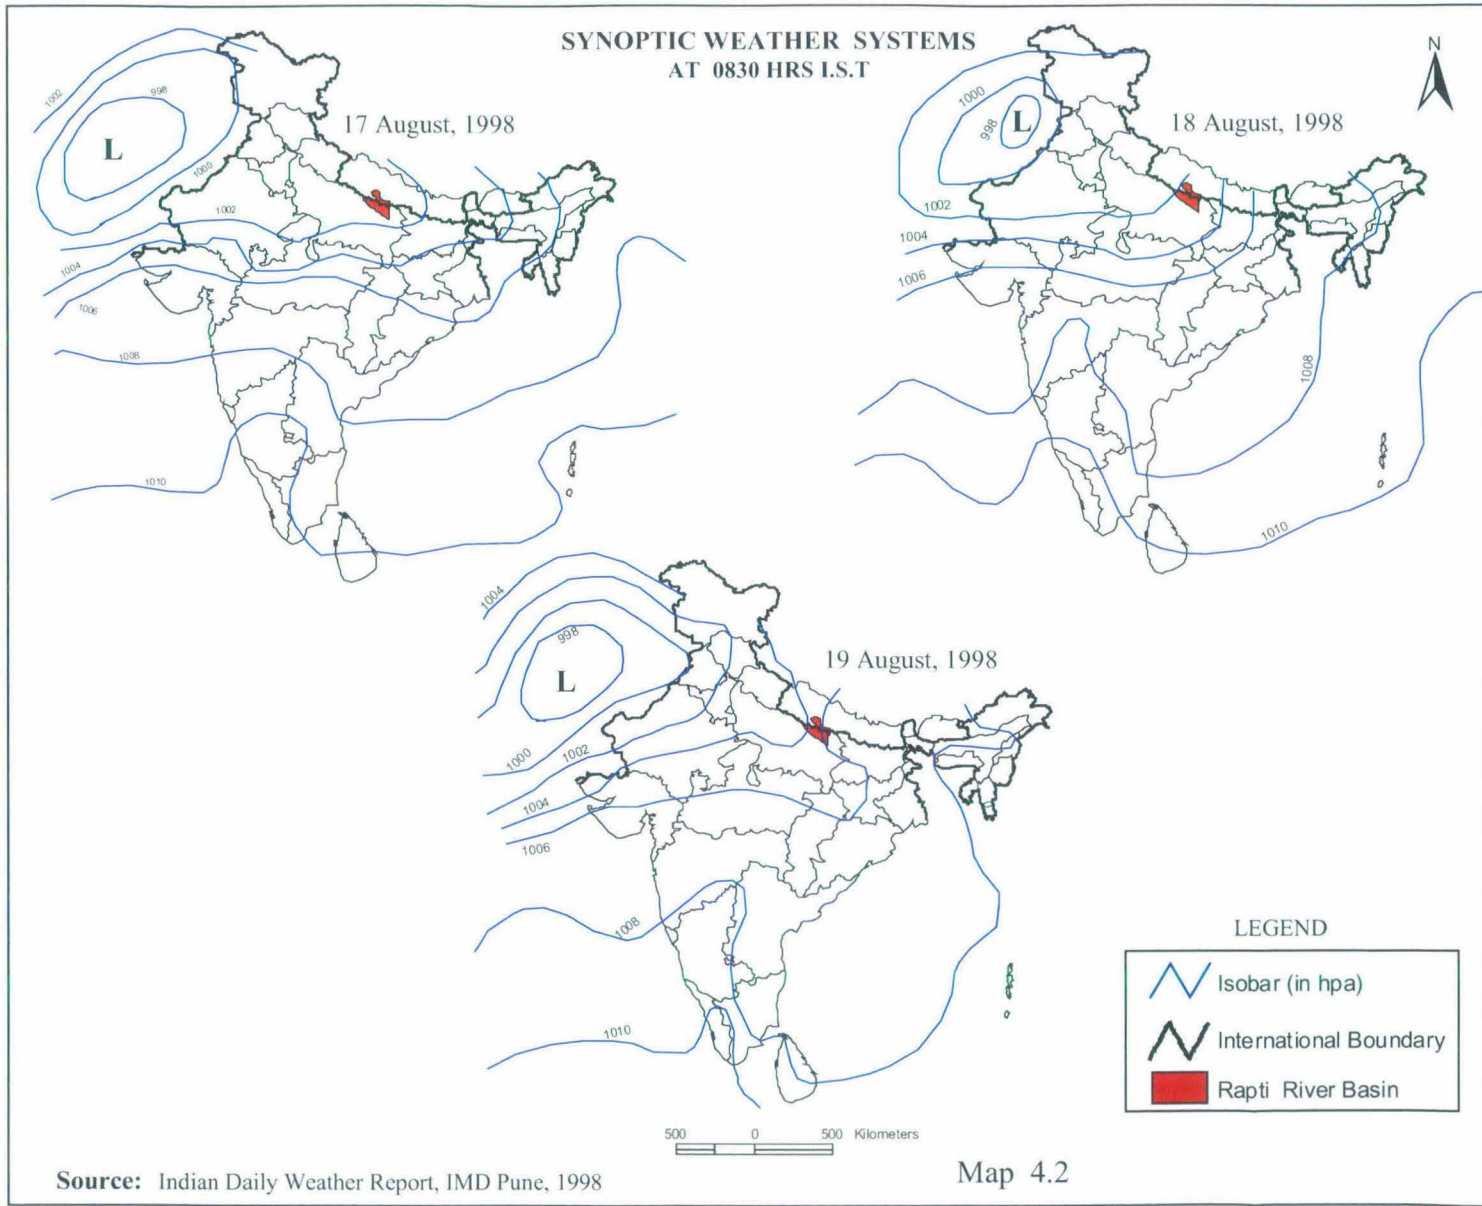 SYNOPTIC WEATHER SYSTEMS
AT 0830 HRS I.S.T
N
17 August, 1998
1002
998
L
1000
1002
1004
1006
1008
1010
18 August, 1998
1000
998
L
1002
1004
1006
1008
1010
19 August, 1998
1004
998
L
1000
1002
1004
1006
1008
1010
LEGEND
Isobar (in hpa)
International Boundary
Rapti River Basin
500 0 500 Kilometers
Map 4.2
Source: Indian Daily Weather Report, IMD Pune, 1998